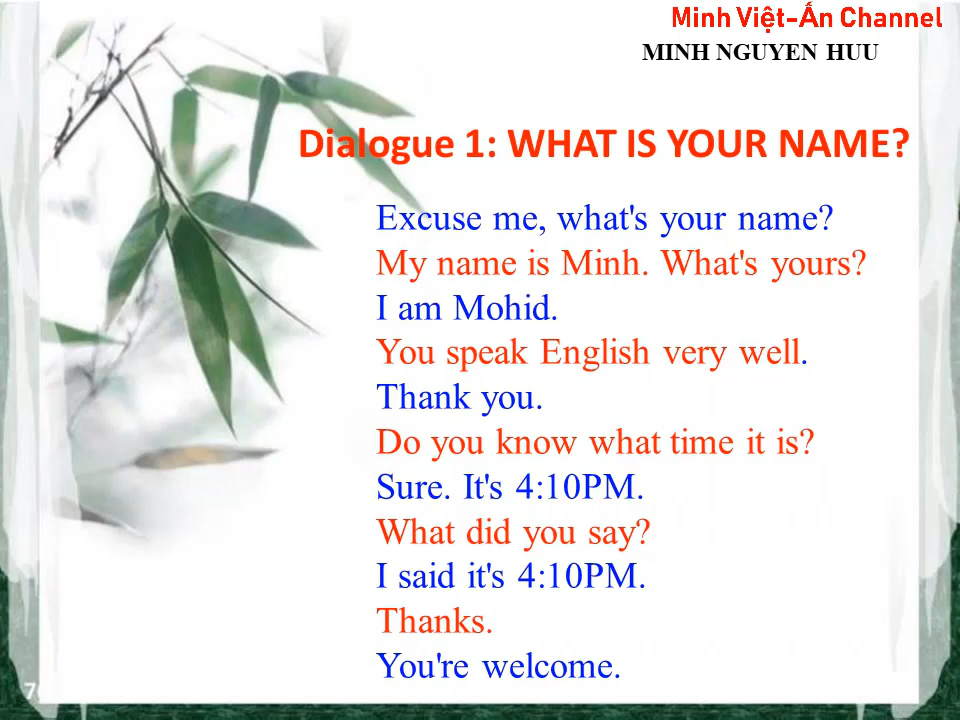 Minh Việt-Ấn Channel
MINH NGUYEN HUU
Dialogue 1: WHAT IS YOUR NAME?
Excuse me, what's your name?
My name is Minh. What's yours?
I am Mohid.
You speak English very well.
Thank you.
Do you know what time it is?
Sure. It's 4:10PM.
What did you say?
I said it's 4:10PM.
Thanks.
You're welcome.